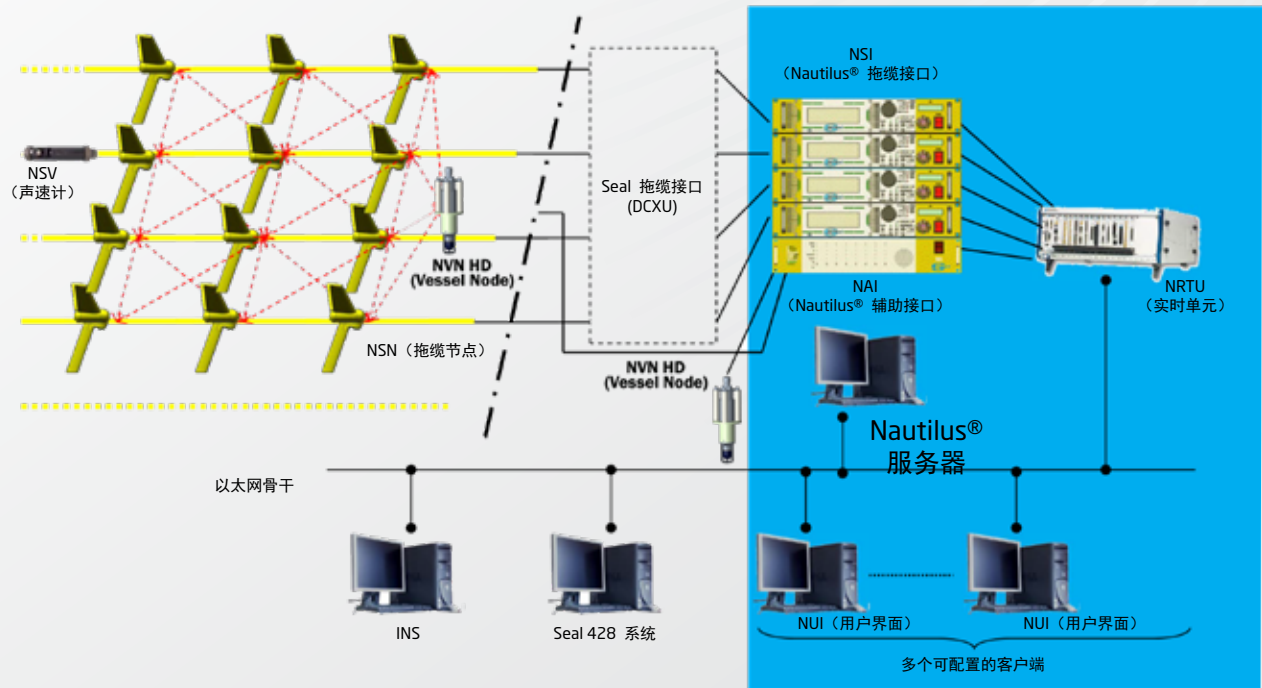 NSI
（Nautilus® 拖缆接口）
NSV
（声速计）
Seal 拖缆接口
(DCXU)
NVN HD
(Vessel Node)
NAI
（Nautilus® 辅助接口）
NRTU
（实时单元）
NSN（拖缆节点）
NVN HD
(Vessel Node)
Nautilus®
服务器
以太网骨干
INS
Seal 428 系统
NUI（用户界面）
NUI（用户界面）
多个可配置的客户端